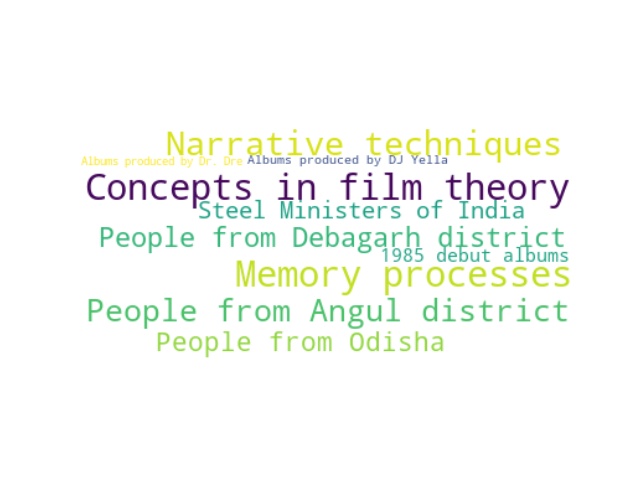 Narrative techniques
Albums produced by Dr. Dre Albums produced by DJ Yella
Concepts in film theory
Steel Ministers of India
People from Debagarh district
1985 debut albums
Memory processes
People from Angul district
People from Odisha